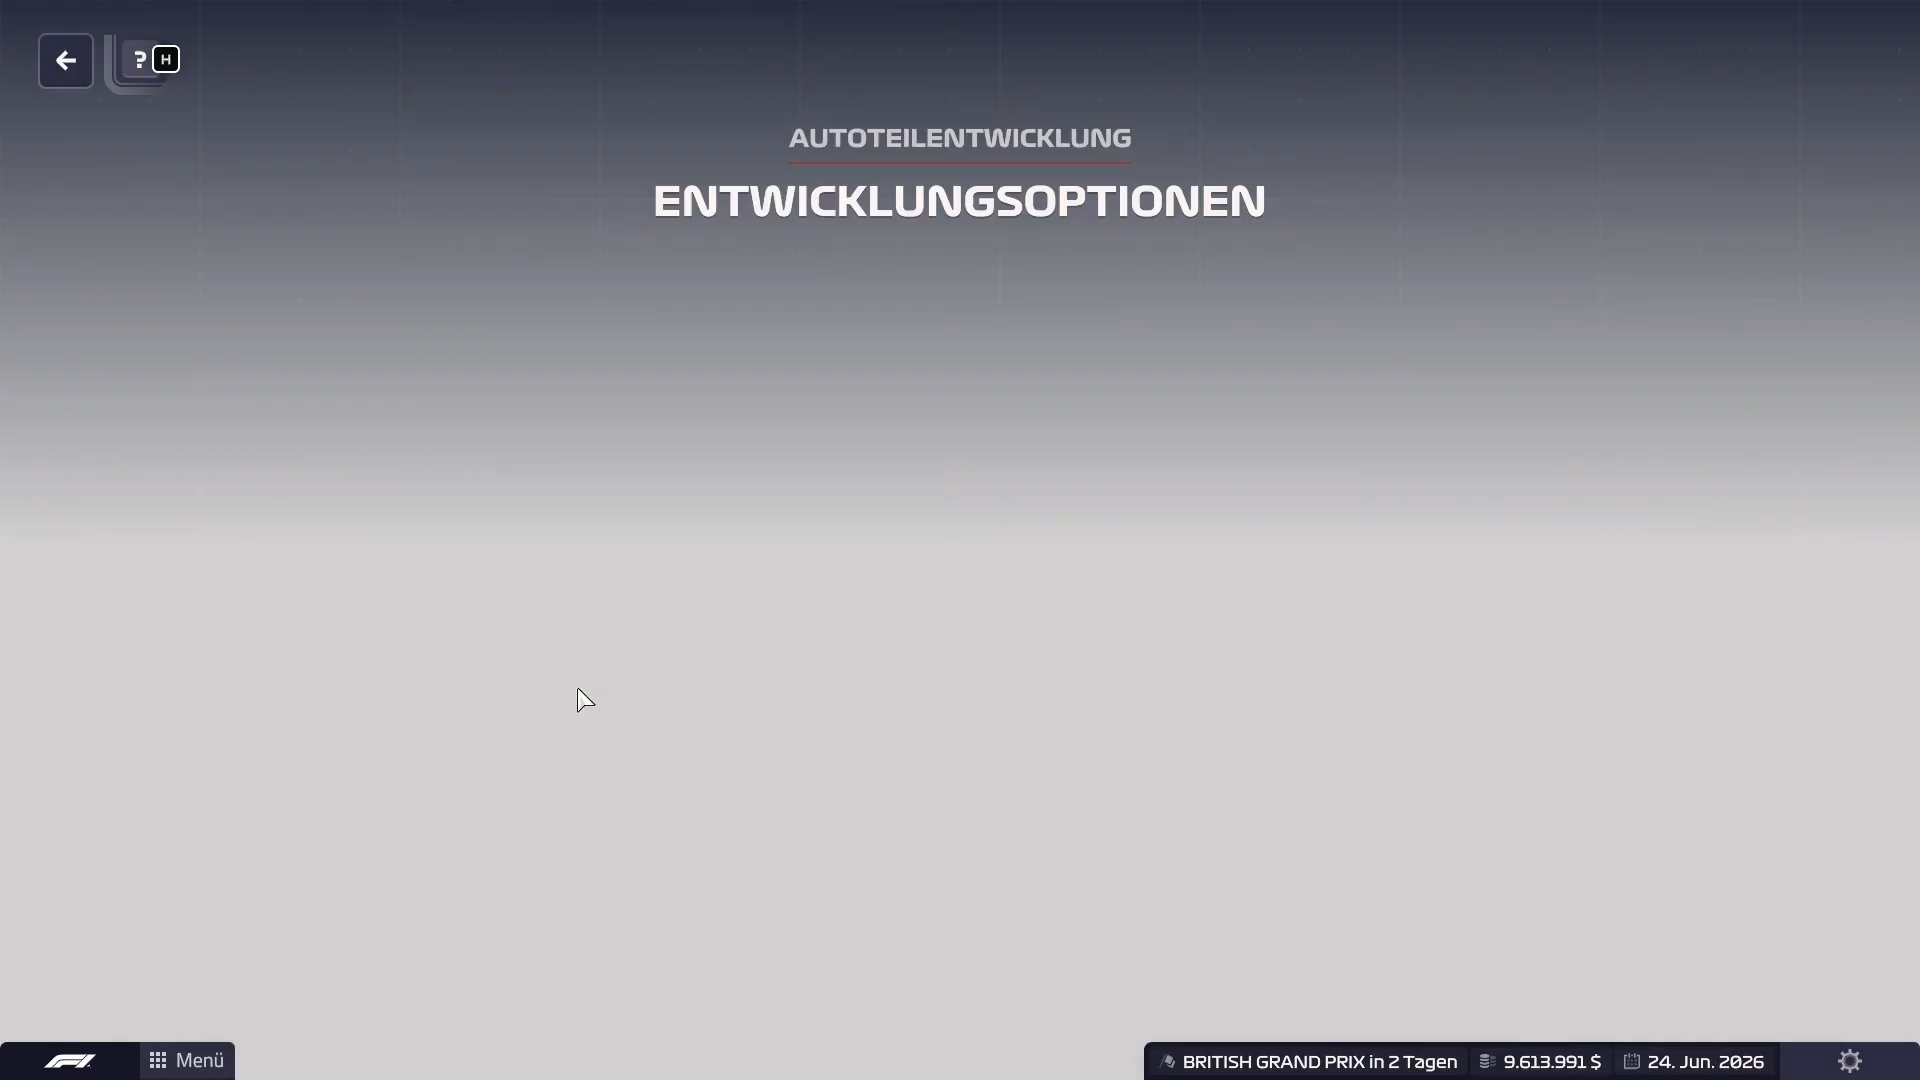 ? H
AUTOTEILENTWICKLUNG
ENTWICKLUNGSOPTIONEN
Menü
BRITISH GRAND PRIX in 2 Tagen
9.613.991 $
24. Jun. 2026